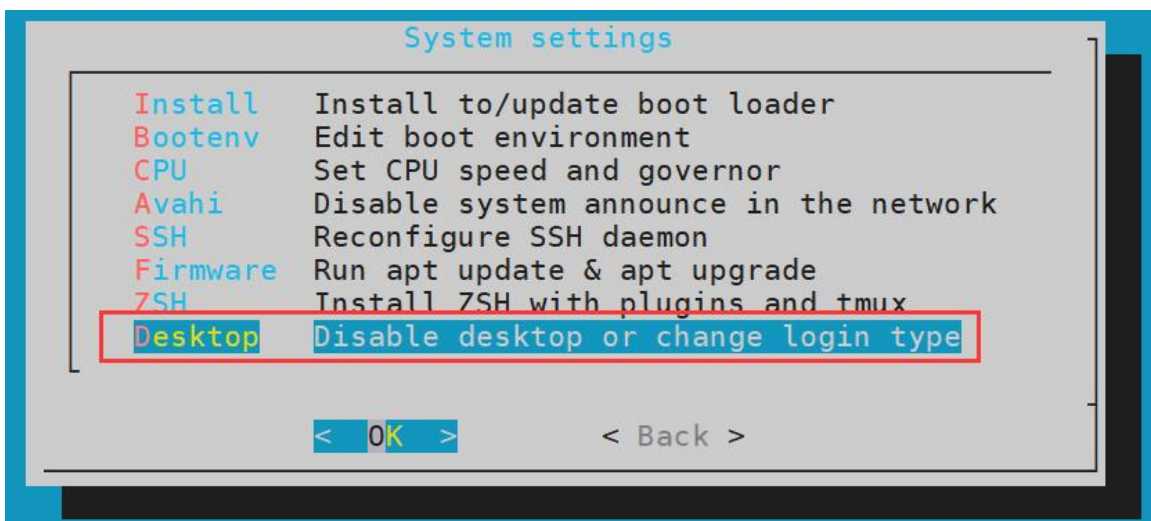 System settings
Install Install to/update boot loader
Bootenv Edit boot environment
CPU Set CPU speed and governor
Avahi Disable system announce in the network
SSH Reconfigure SSH daemon
Firmware Run apt update & apt upgrade
ZSH Install ZSH with plugins and tmux
Desktop Disable desktop or change login type
< OK > < Back >